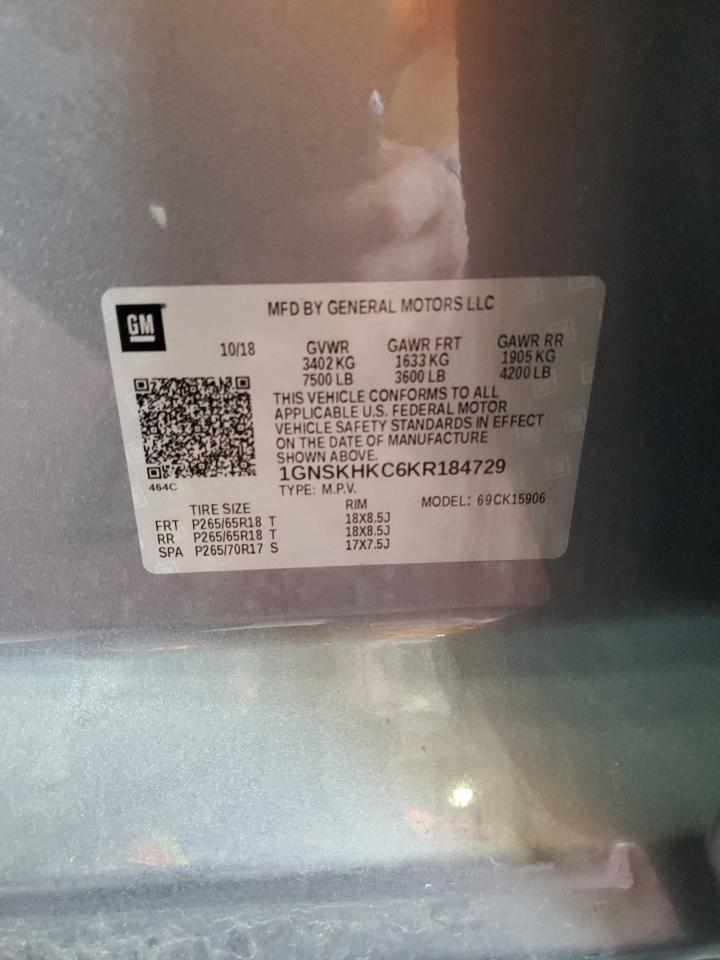 GM
MFD BY GENERAL MOTORS LLC
10/18 GVWR GAWR FRT GAWR RR
3402 KG 1633 KG 1905 KG
7500 LB 3600 LB 4200 LB
THIS VEHICLE CONFORMS TO ALL
APPLICABLE U.S. FEDERAL MOTOR
VEHICLE SAFETY STANDARDS IN EFFECT
ON THE DATE OF MANUFACTURE
SHOWN ABOVE.
1GNSKHKC6KR184729
464C TYPE: M.P.V. MODEL: 69CK15906
TIRE SIZE RIM
FRT P265/65R18 T 18X8.5J
RR P265/65R18 T 18X8.5J
SPA P265/70R17 S 17X7.5J